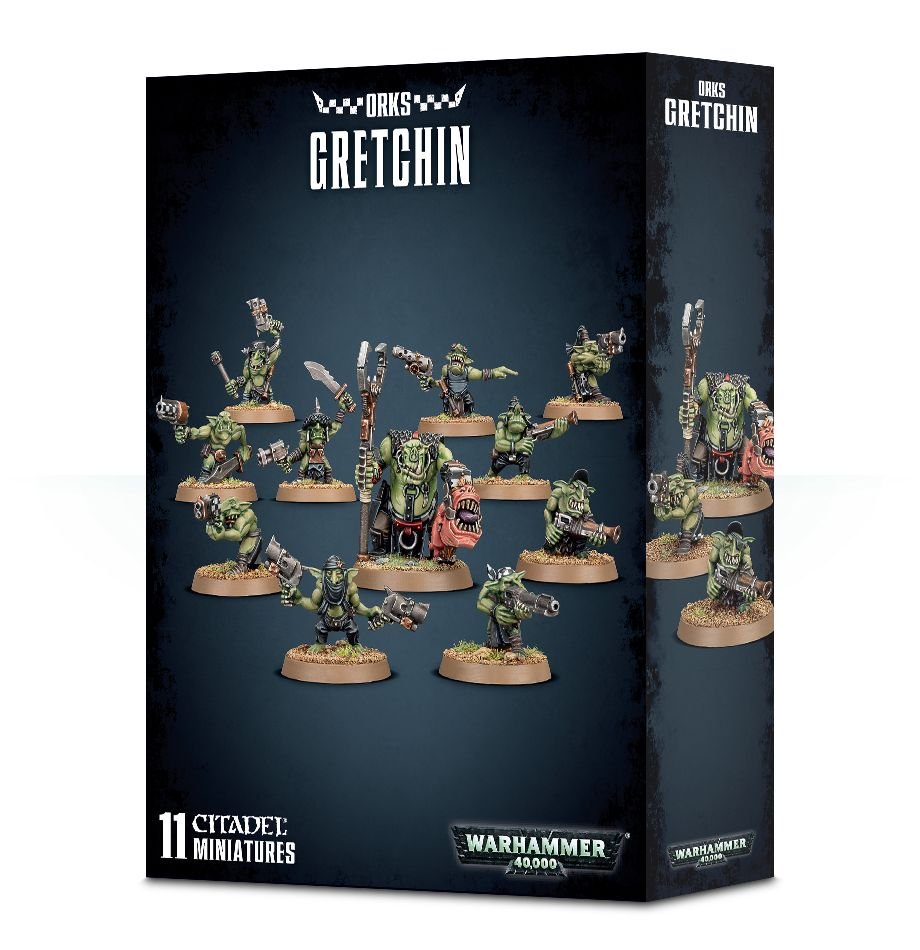 ORKS
GRETCHIN
11 CITADEL
MINIATURES
WARHAMMER®
40,000
ORKS
GRETCHIN
WARHAMMER
40,000